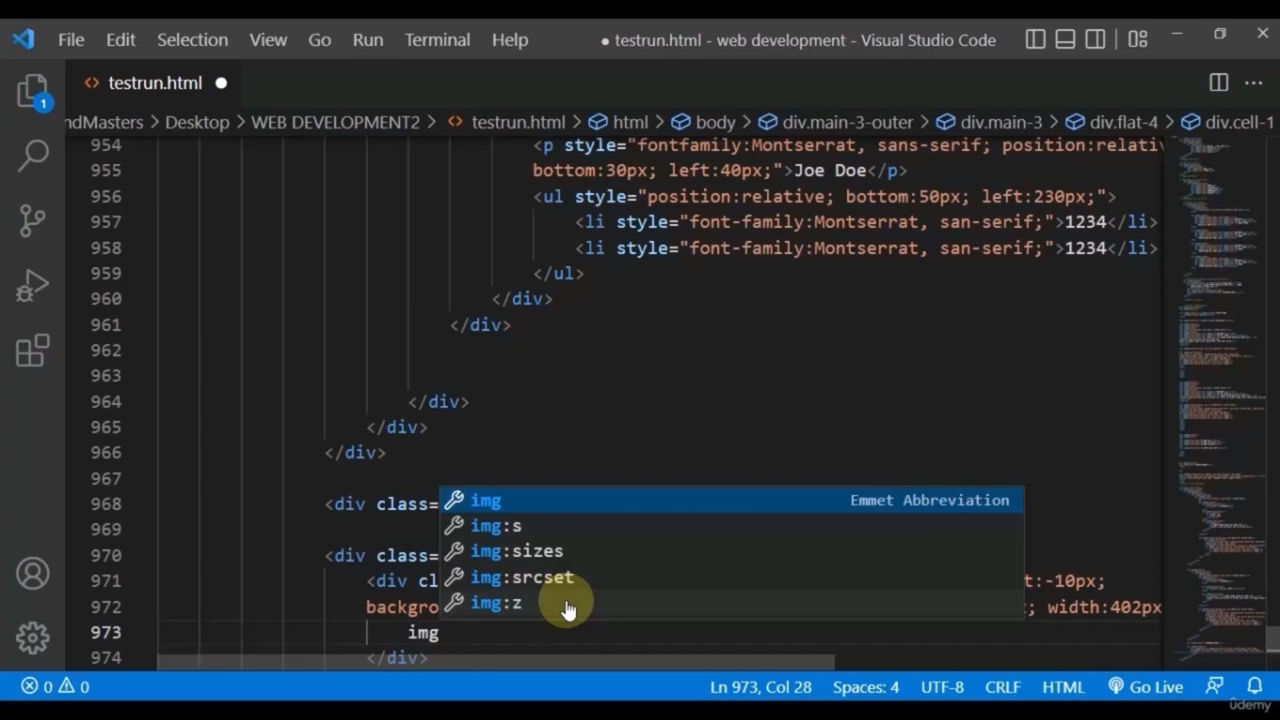 File Edit Selection View Go Run Terminal Help ● testrun.html - web development - Visual Studio Code
<> testrun.html ●
ndMasters > Desktop > WEB DEVELOPMENT2 > <> testrun.html > html > body > div.main-3-outer > div.main-3 > div.flat-4 > div.cell-1
1
954 <p style="fontfamily:Montserrat, sans-serif; position:relativ
955 bottom:30px; left:40px;">Joe Doe</p>
956 <ul style="position:relative; bottom:50px; left:230px;">
957 <li style="font-family:Montserrat, san-serif;">1234</li>
958 <li style="font-family:Montserrat, san-serif;">1234</li>
959 </ul>
960 </div>
961 </div>
962
963
964 </div>
965 </div>
966 </div>
967
968 <div class= img Emmet Abbreviation
969 img:s
img:sizes
970 <div class=
971 <div cl img:srcset t:-10px;
972 backgro img:z ; width:402px
973 img
974 </div>
0 0 Ln 973, Col 28 Spaces: 4 UTF-8 CRLF HTML Go Live
ûdemy